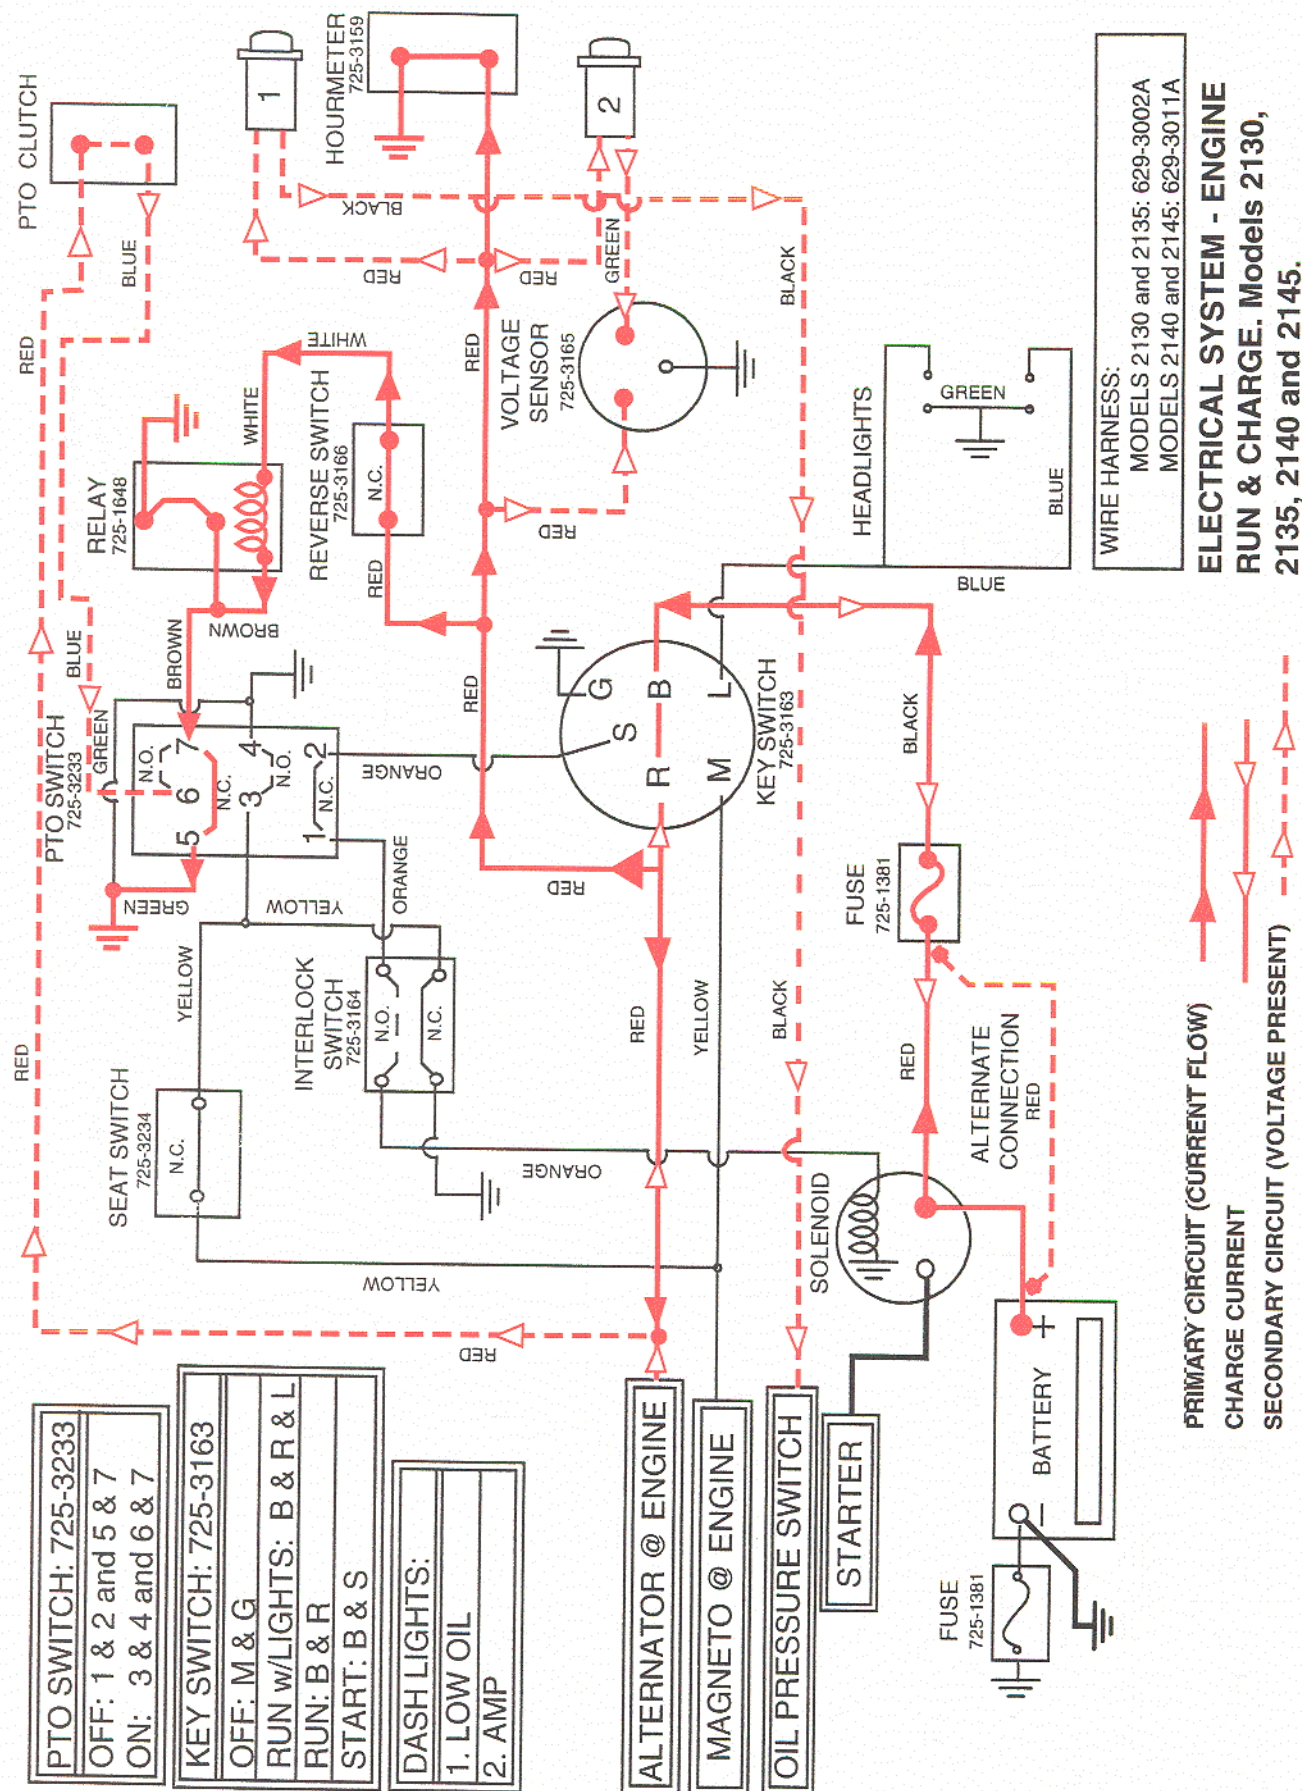 PTO SWITCH: 725-3233
OFF: 1 & 2 and 5 & 7
ON: 3 & 4 and 6 & 7
KEY SWITCH: 725-3163
OFF: M & G
RUN w/LIGHTS: B & R & L
RUN: B & R
START: B & S
DASH LIGHTS:
1. LOW OIL
2. AMP
ALTERNATOR @ ENGINE
MAGNETO @ ENGINE
OIL PRESSURE SWITCH
STARTER
FUSE
725-1381
BATTERY
+
−
SOLENOID
ALTERNATE
CONNECTION
RED
RED
FUSE
725-1381
BLACK
SEAT SWITCH
725-3234
N.C.
YELLOW
YELLOW
YELLOW
INTERLOCK
SWITCH
725-3164
N.O.
N.C.
ORANGE
ORANGE
ORANGE
PTO SWITCH
725-3233
N.O.
N.C.
N.O.
N.C.
1
2
3
4
5
6
7
GREEN
GREEN
BLUE
BROWN
BROWN
RELAY
725-1648
WHITE
WHITE
REVERSE SWITCH
725-3166
N.C.
RED
RED
RED
RED
RED
RED
RED
RED
YELLOW
BLACK
KEY SWITCH
725-3163
G
S
B
R
L
M
PTO CLUTCH
BLUE
RED
1
HOURMETER
725-3159
2
BLACK
RED
RED
GREEN
BLACK
RED
VOLTAGE
SENSOR
725-3165
HEADLIGHTS
GREEN
BLUE
BLUE
WIRE HARNESS:
MODELS 2130 and 2135: 629-3002A
MODELS 2140 and 2145: 629-3011A
ELECTRICAL SYSTEM - ENGINE
RUN & CHARGE. Models 2130,
2135, 2140 and 2145.
PRIMARY CIRCUIT (CURRENT FLOW)
CHARGE CURRENT
SECONDARY CIRCUIT (VOLTAGE PRESENT)